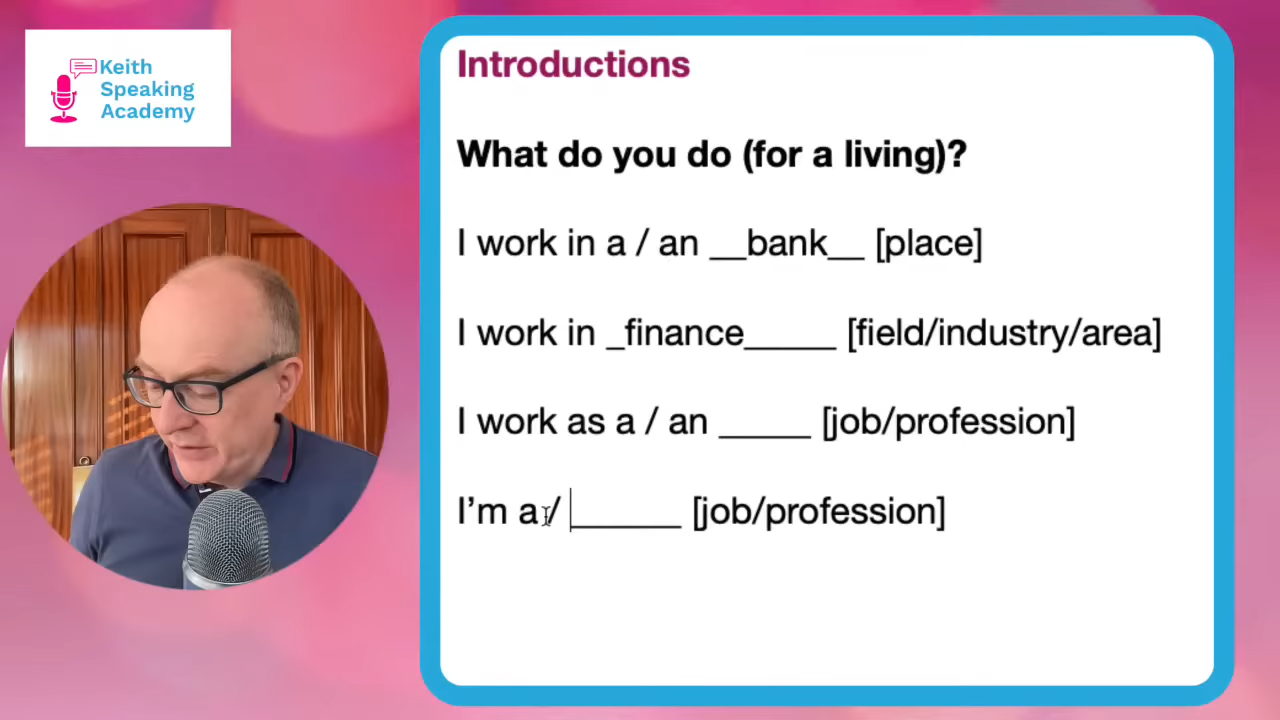 Keith
Speaking
Academy
Introductions
What do you do (for a living)?
I work in a / an __bank__ [place]
I work in _finance_____ [field/industry/area]
I work as a / an _____ [job/profession]
I'm a / ______ [job/profession]